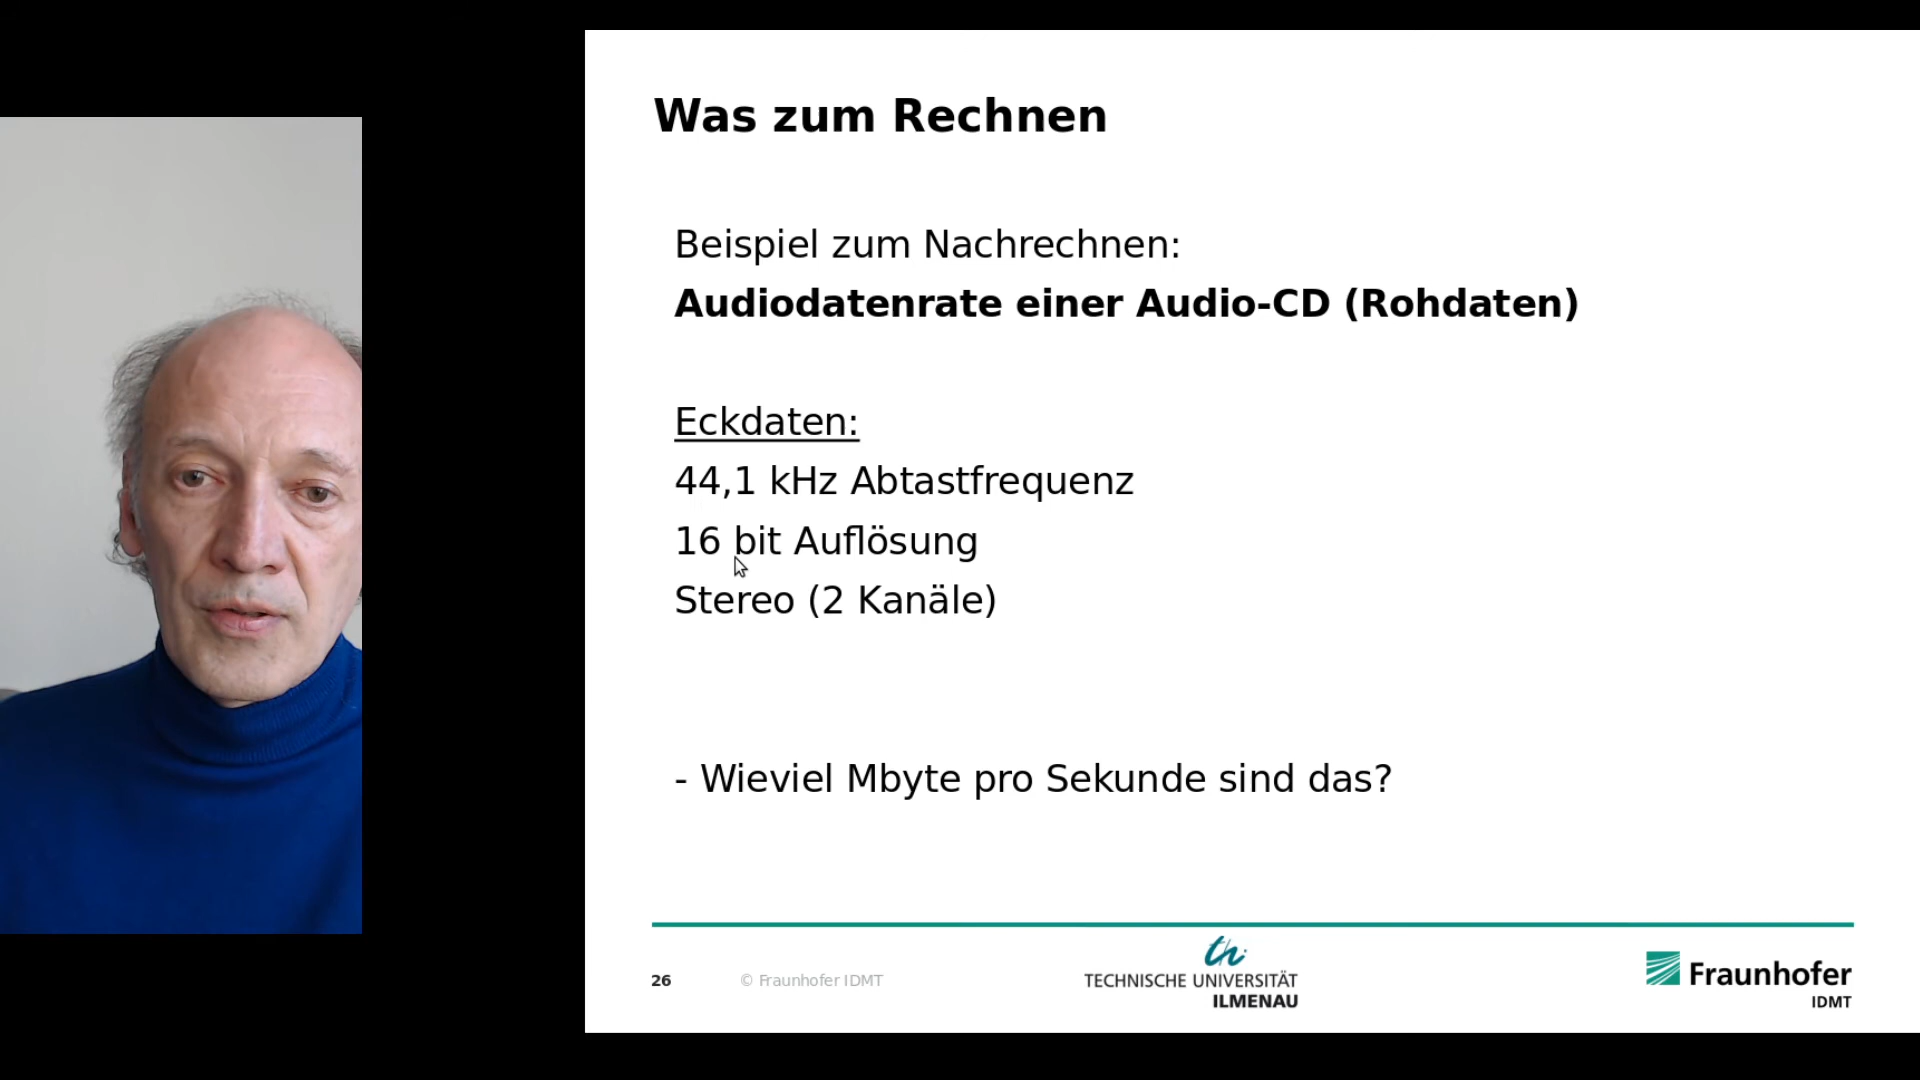 Was zum Rechnen
Beispiel zum Nachrechnen:
Audiodatenrate einer Audio-CD (Rohdaten)
Eckdaten:
44,1 kHz Abtastfrequenz
16 bit Auflösung
Stereo (2 Kanäle)
- Wieviel Mbyte pro Sekunde sind das?
26
© Fraunhofer IDMT
th
TECHNISCHE UNIVERSITÄT
ILMENAU
Fraunhofer
IDMT